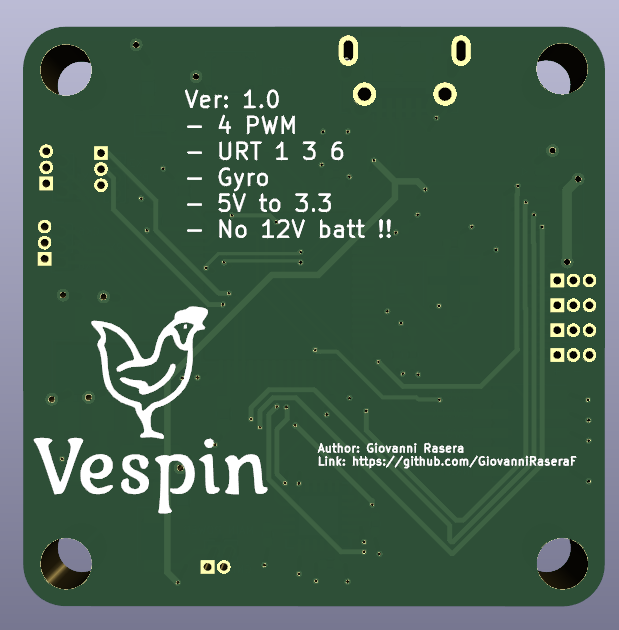 Ver: 1.0
- 4 PWM
- URT 1 3 6
- Gyro
- 5V to 3.3
- No 12V batt !!
Vespin
Author: Giovanni Rasera
Link: https://github.com/GiovanniRaseraF